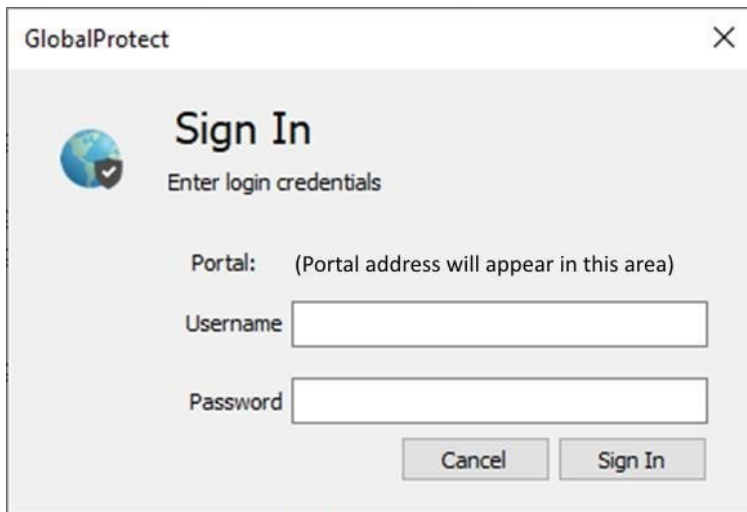 GlobalProtect
Sign In
Enter login credentials
Portal: (Portal address will appear in this area)
Username
Password
Cancel Sign In